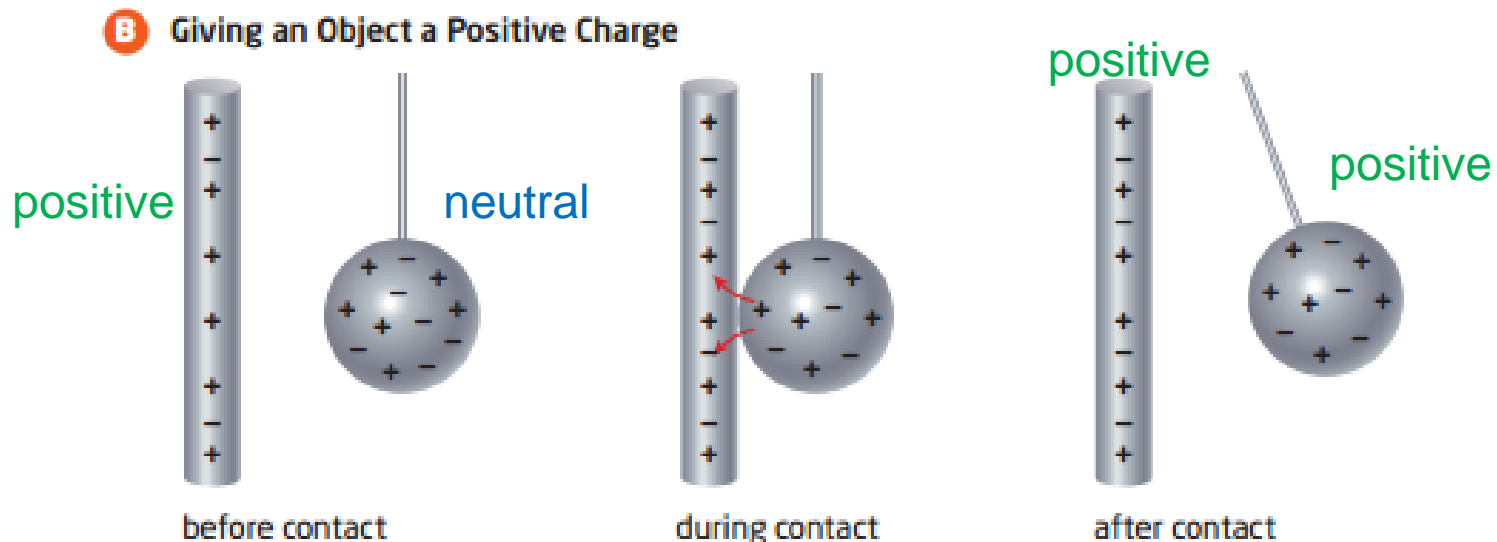 B Giving an Object a Positive Charge
positive
neutral
positive
positive
before contact
during contact
after contact